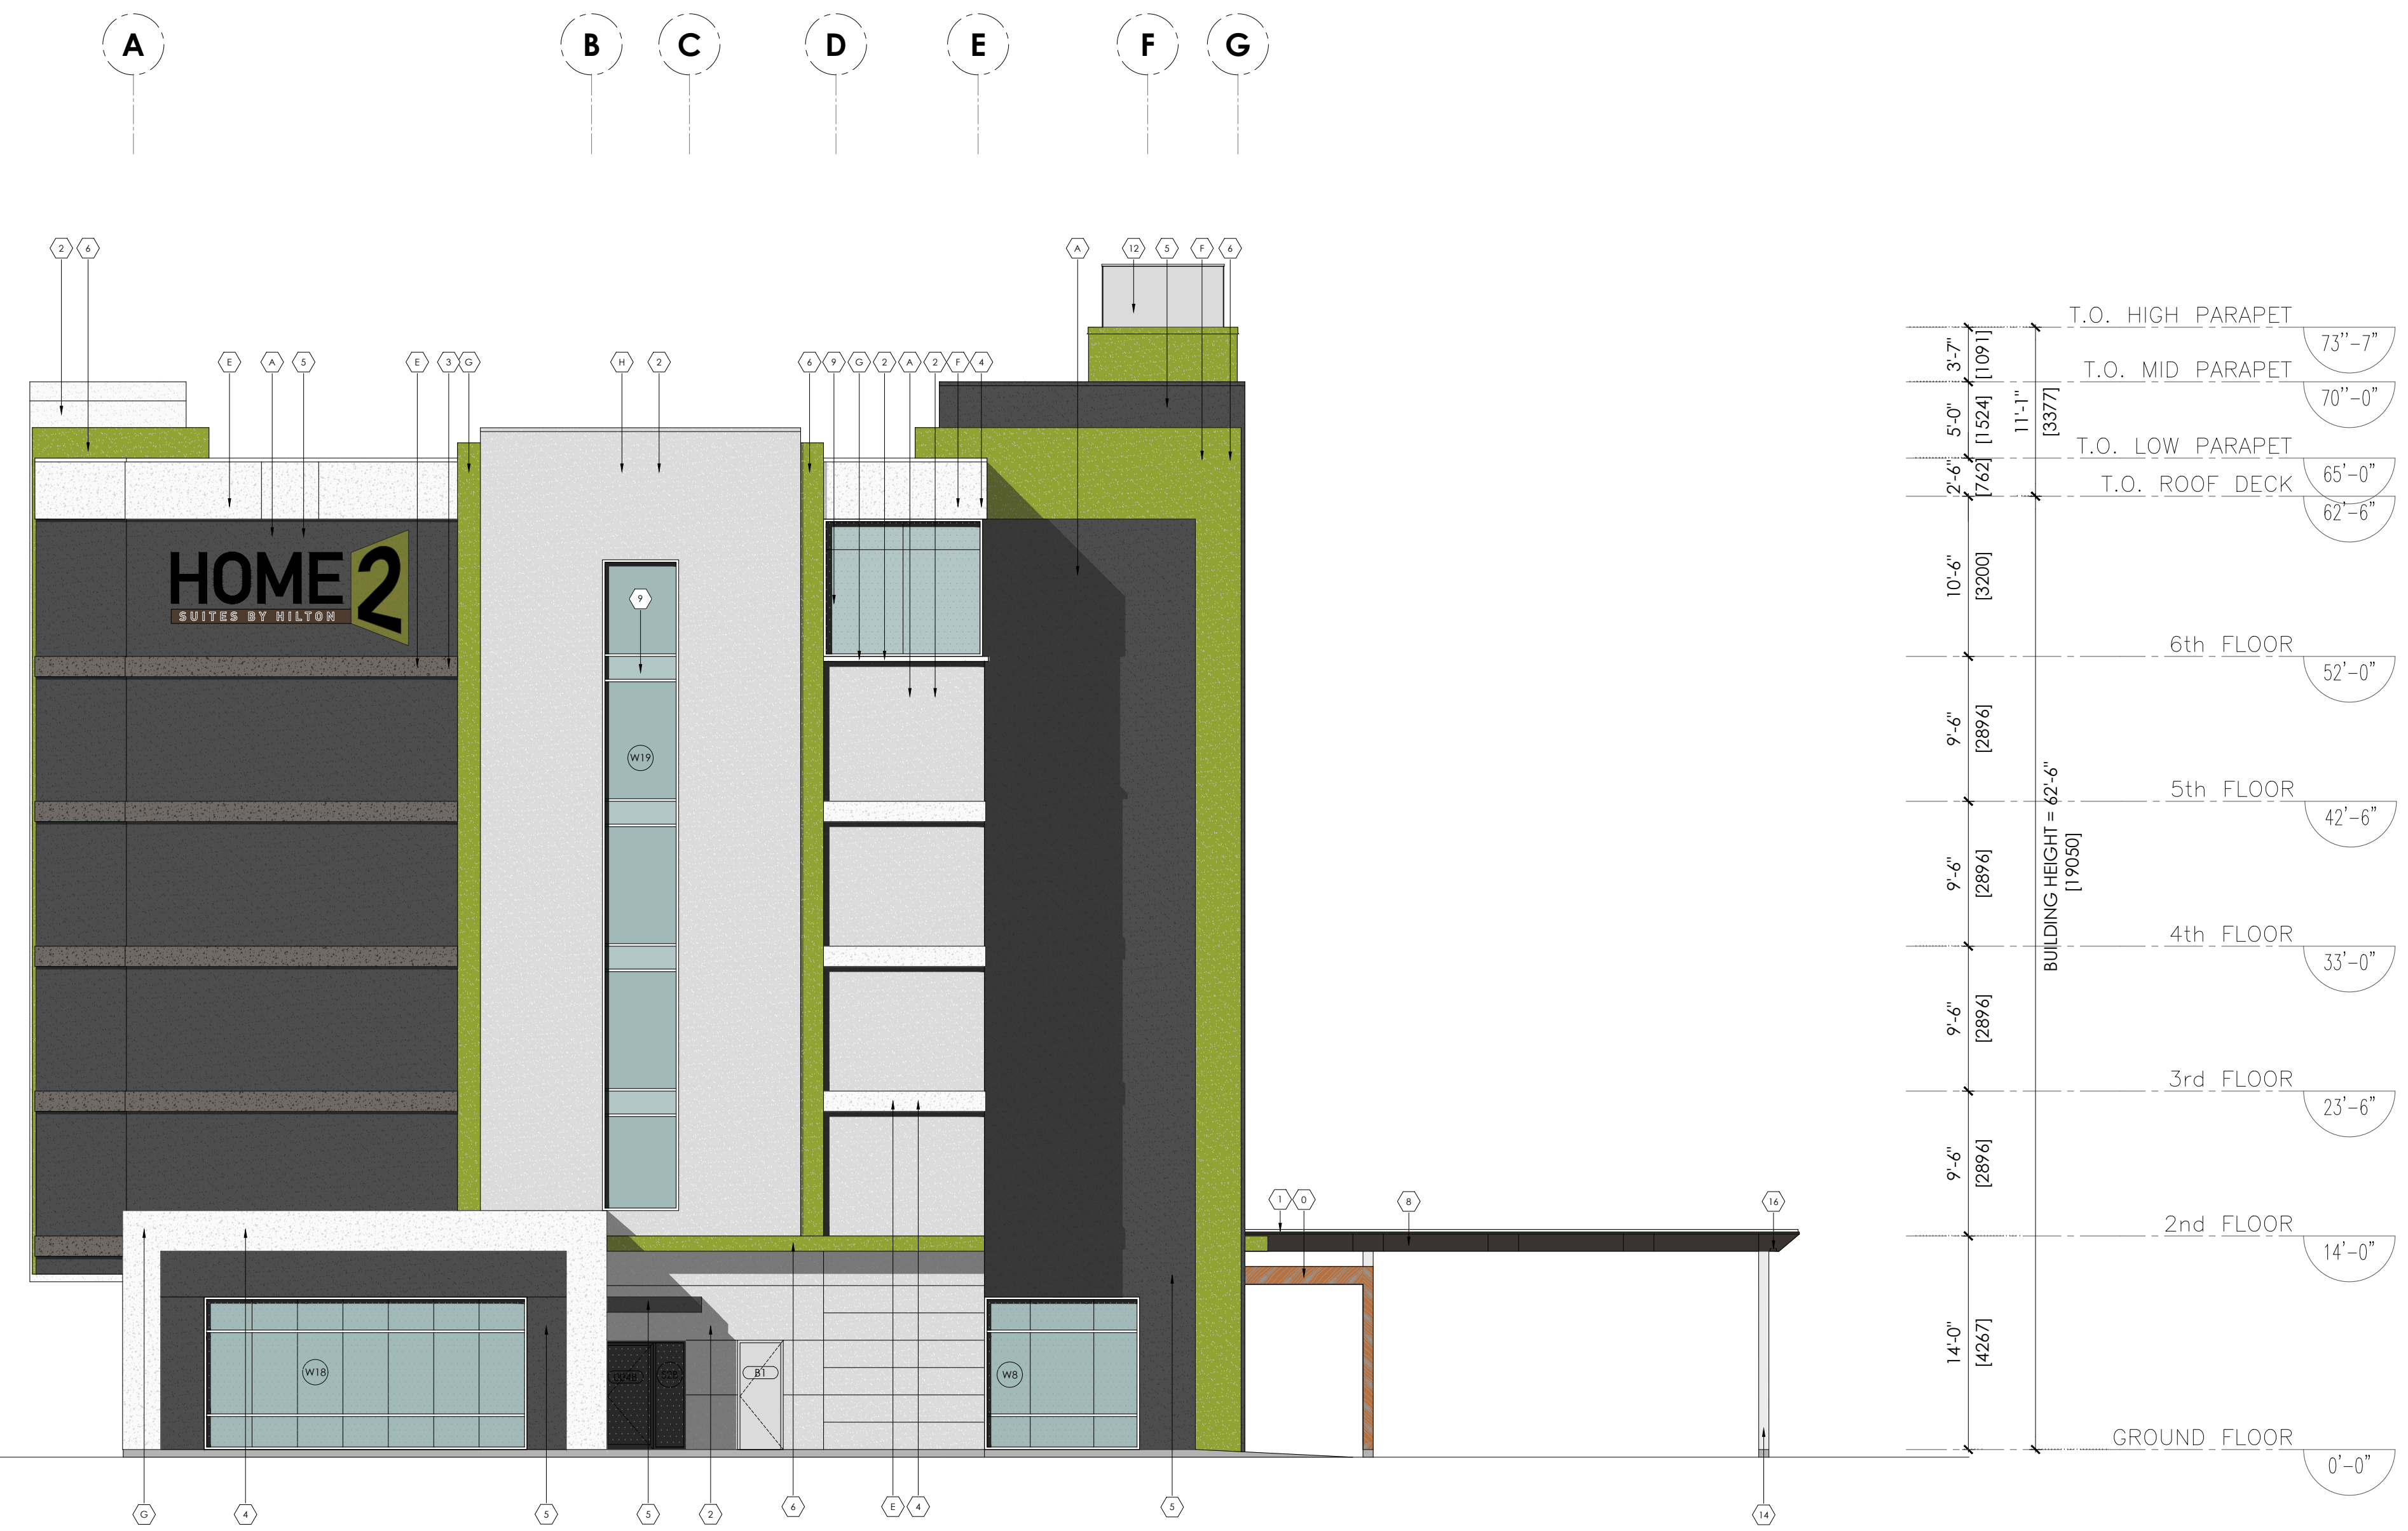 A B C D E F G
2 6 A 12 5 F 6
E A 5 E 3 G H 2 6 9 G 2 A 2 F 4
HOME 2
SUITES BY HILTON
9
W19
W18
B1
W8
1 0 8 16
G 4 5 5 2 6 E 4 5 14
T.O. HIGH PARAPET 73''-7"
3'-7" [1091]
T.O. MID PARAPET 70''-0"
5'-0" [1524]
11'-1" [3377]
T.O. LOW PARAPET 65'-0"
2'-6" [762]
T.O. ROOF DECK 62'-6"
10'-6" [3200]
6th FLOOR 52'-0"
9'-6" [2896]
5th FLOOR 42'-6"
BUILDING HEIGHT = 62'-6"
[19050]
9'-6" [2896]
4th FLOOR 33'-0"
9'-6" [2896]
3rd FLOOR 23'-6"
9'-6" [2896]
2nd FLOOR 14'-0"
14'-0" [4267]
GROUND FLOOR 0'-0"